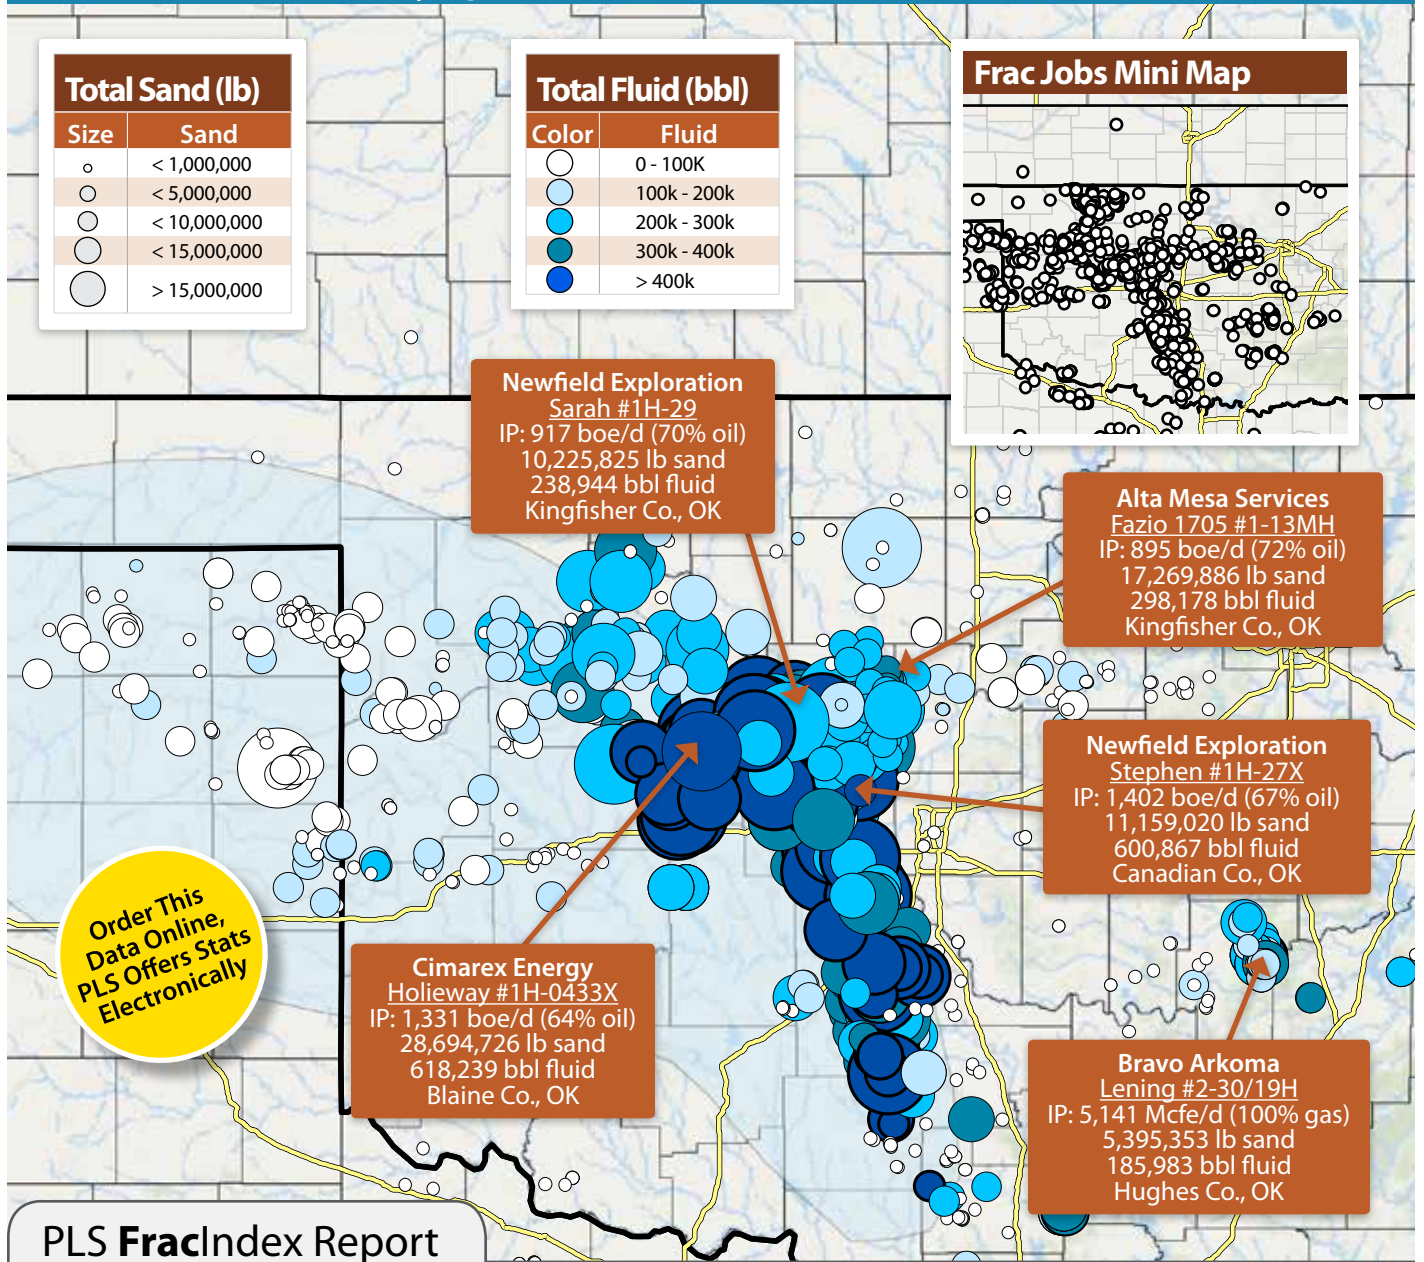 Total Sand (lb)
Size Sand
< 1,000,000
< 5,000,000
< 10,000,000
< 15,000,000
> 15,000,000
Total Fluid (bbl)
Color Fluid
0 - 100K
100k - 200k
200k - 300k
300k - 400k
> 400k
Frac Jobs Mini Map
Newfield Exploration
Sarah #1H-29
IP: 917 boe/d (70% oil)
10,225,825 lb sand
238,944 bbl fluid
Kingfisher Co., OK
Alta Mesa Services
Fazio 1705 #1-13MH
IP: 895 boe/d (72% oil)
17,269,886 lb sand
298,178 bbl fluid
Kingfisher Co., OK
Newfield Exploration
Stephen #1H-27X
IP: 1,402 boe/d (67% oil)
11,159,020 lb sand
600,867 bbl fluid
Canadian Co., OK
Order This
Data Online,
PLS Offers Stats
Electronically
Cimarex Energy
Holieway #1H-0433X
IP: 1,331 boe/d (64% oil)
28,694,726 lb sand
618,239 bbl fluid
Blaine Co., OK
Bravo Arkoma
Lening #2-30/19H
IP: 5,141 Mcfe/d (100% gas)
5,395,353 lb sand
185,983 bbl fluid
Hughes Co., OK
PLS FracIndex Report